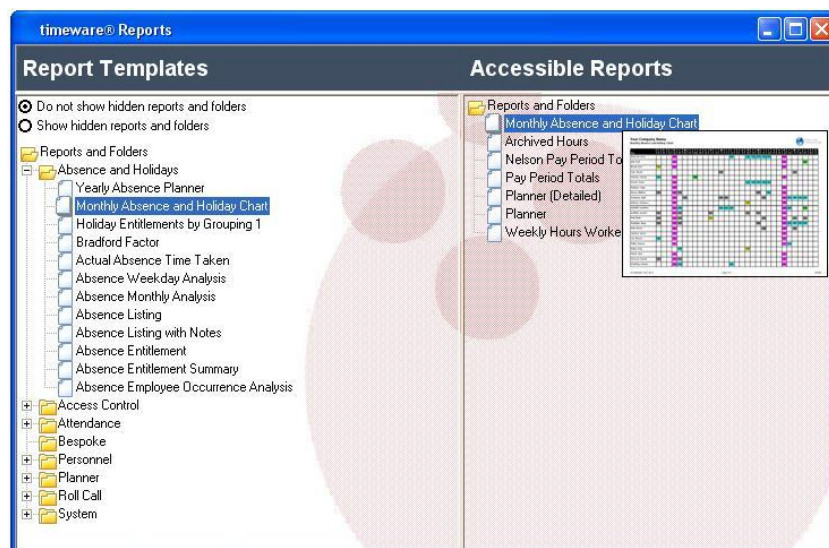 timeware® Reports
Report Templates
Accessible Reports
Do not show hidden reports and folders
Show hidden reports and folders
Reports and Folders
Absence and Holidays
Yearly Absence Planner
Monthly Absence and Holiday Chart
Holiday Entitlements by Grouping 1
Bradford Factor
Actual Absence Time Taken
Absence Weekday Analysis
Absence Monthly Analysis
Absence Listing
Absence Listing with Notes
Absence Entitlement
Absence Entitlement Summary
Absence Employee Occurrence Analysis
Access Control
Attendance
Bespoke
Personnel
Planner
Roll Call
System
Reports and Folders
Monthly Absence and Holiday Chart
Archived Hours
Nelson Pay Period To
Pay Period Totals
Planner (Detailed)
Planner
Weekly Hours Worke
Your Company Name